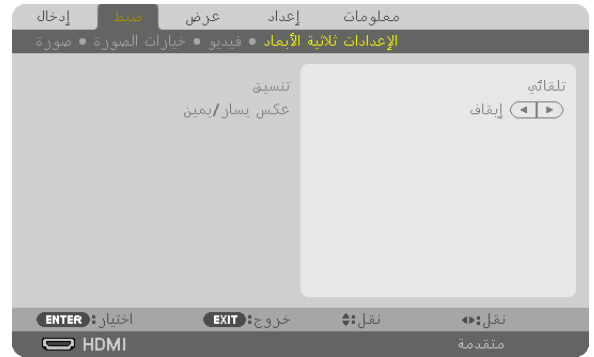 إدخال ضبط عرض إعداد معلومات
صورة • خيارات الصورة • فيديو • الإعدادات ثلاثية الأبعاد
تنسيق تلقائي
عكس يسار/يمين إيقاف
ENTER :اختيار EXIT :خروج نقل: نقل:
HDMI متقدمة